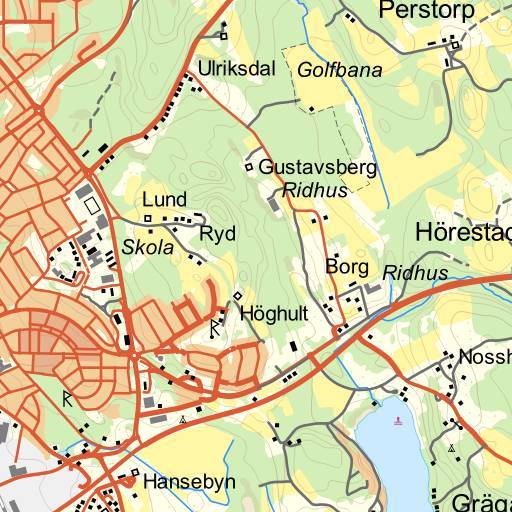 Perstorp
Ulriksdal
Golfbana
Gustavsberg
Ridhus
Lund
Ryd
Skola
Hörestad
Borg
Ridhus
Höghult
R
Nossh
R
Hansebyn
Gräga